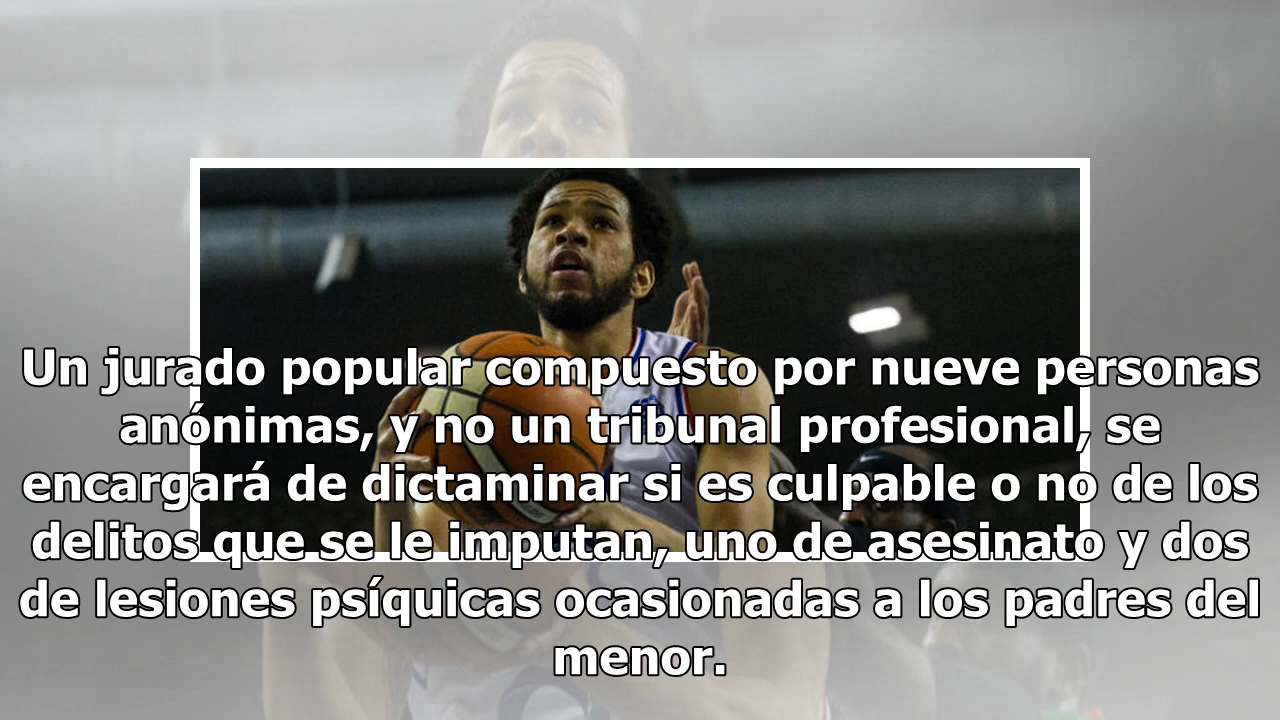 Un jurado popular compuesto por nueve personas
anónimas, y no un tribunal profesional, se
encargará de dictaminar si es culpable o no de los
delitos que se le imputan, uno de asesinato y dos
de lesiones psíquicas ocasionadas a los padres del
menor.